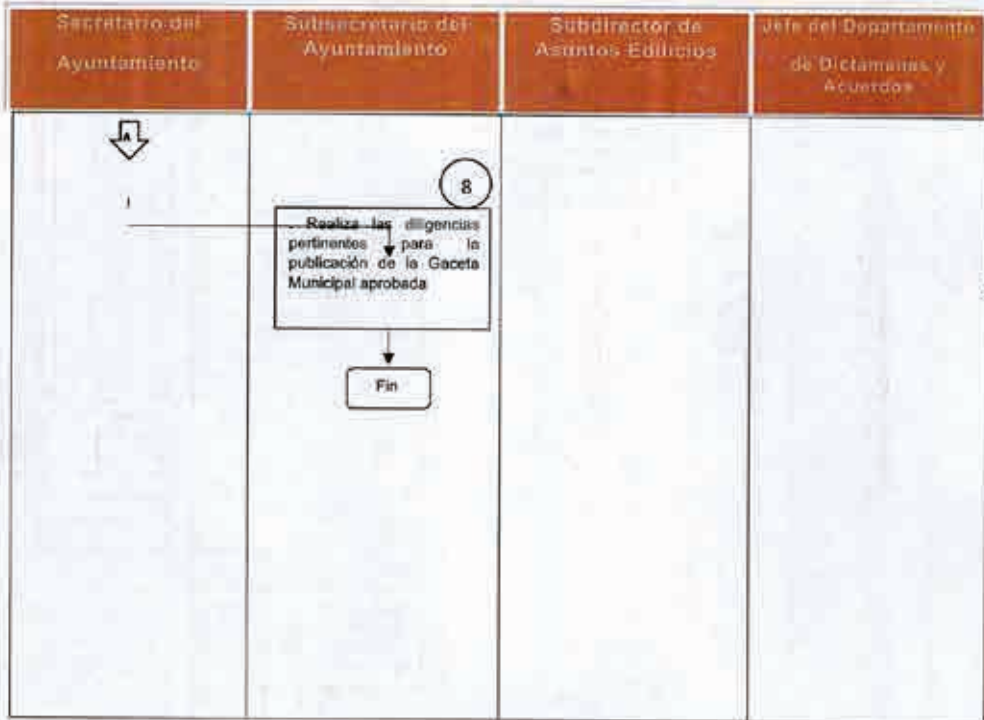 Secretario del
Ayuntamiento
Subsecretario del
Ayuntamiento
Subdirector de
Asuntos Edilicios
Jefe del Departamento
de Dictámenes y
Acuerdos
A
8
. Realiza las diligencias
pertinentes para la
publicación de la Gaceta
Municipal aprobada
Fin